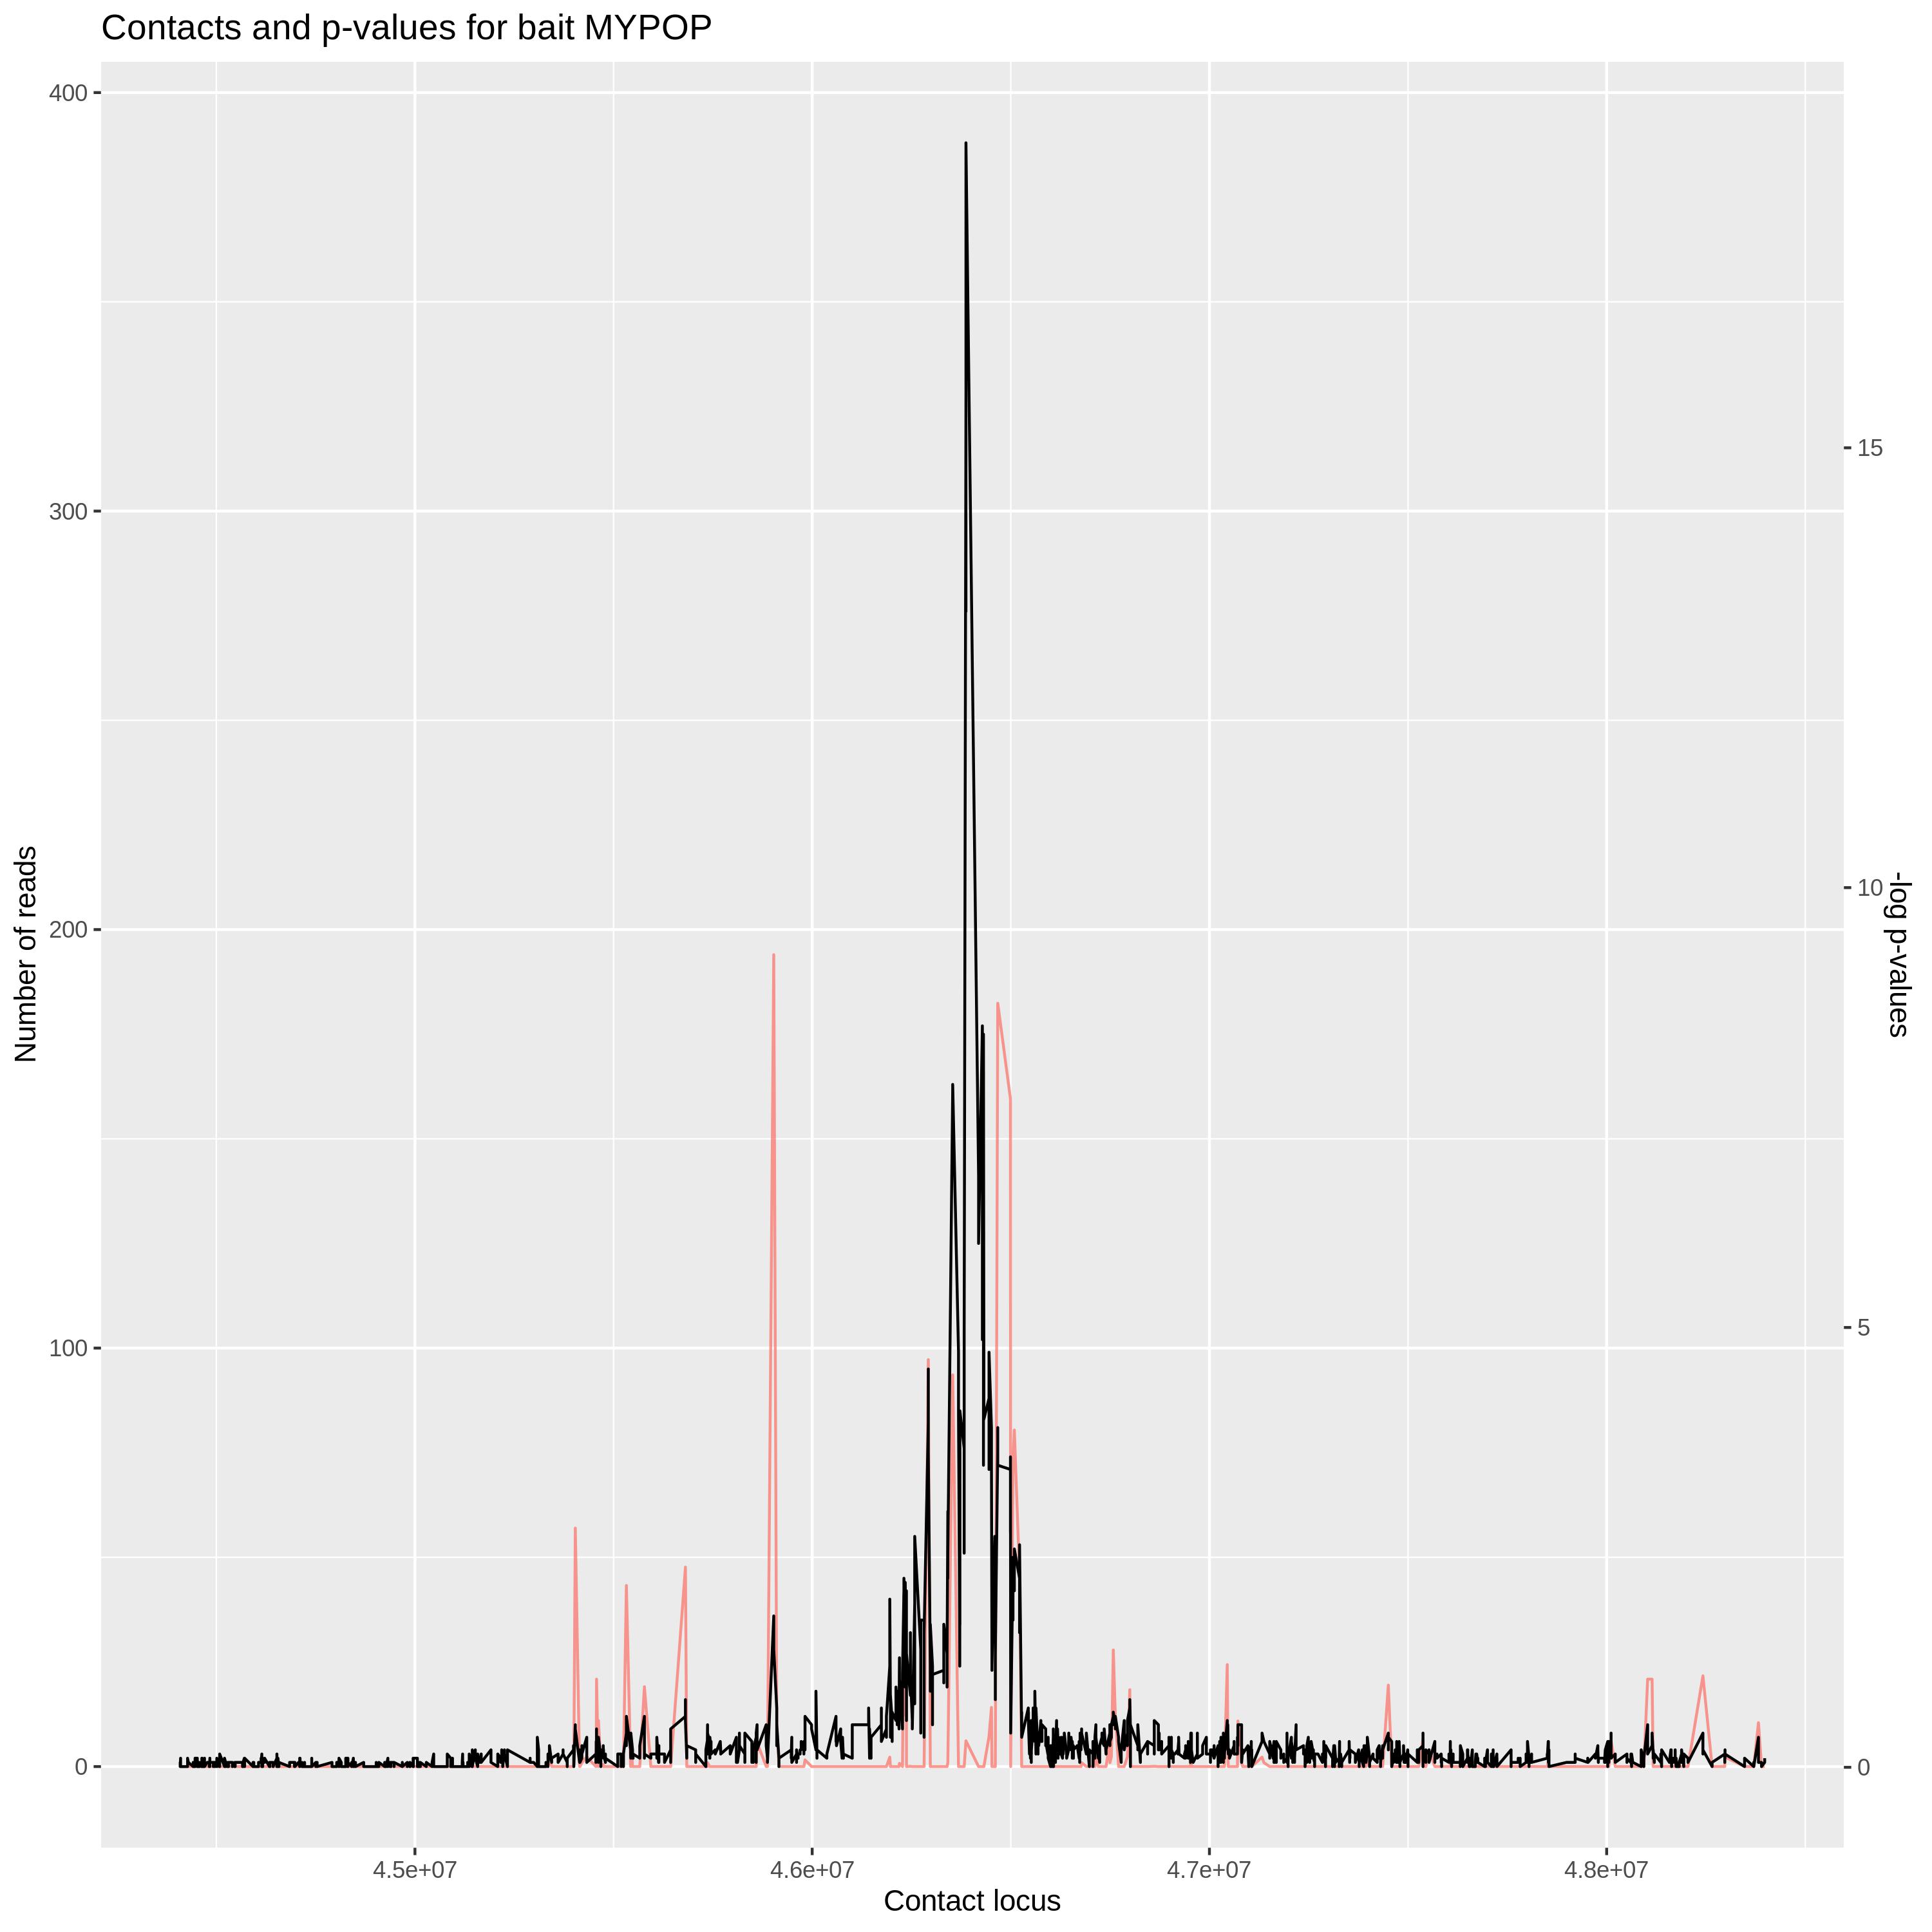 Contacts and p-values for bait MYPOP
400
300
200
100
0
Number of reads
15
10
5
0
-log p-values
4.5e+07
4.6e+07
4.7e+07
4.8e+07
Contact locus